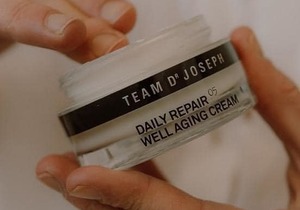 TEAM Dᴿ JOSEPH
DAILY REPAIR 05
WELL AGING CREAM